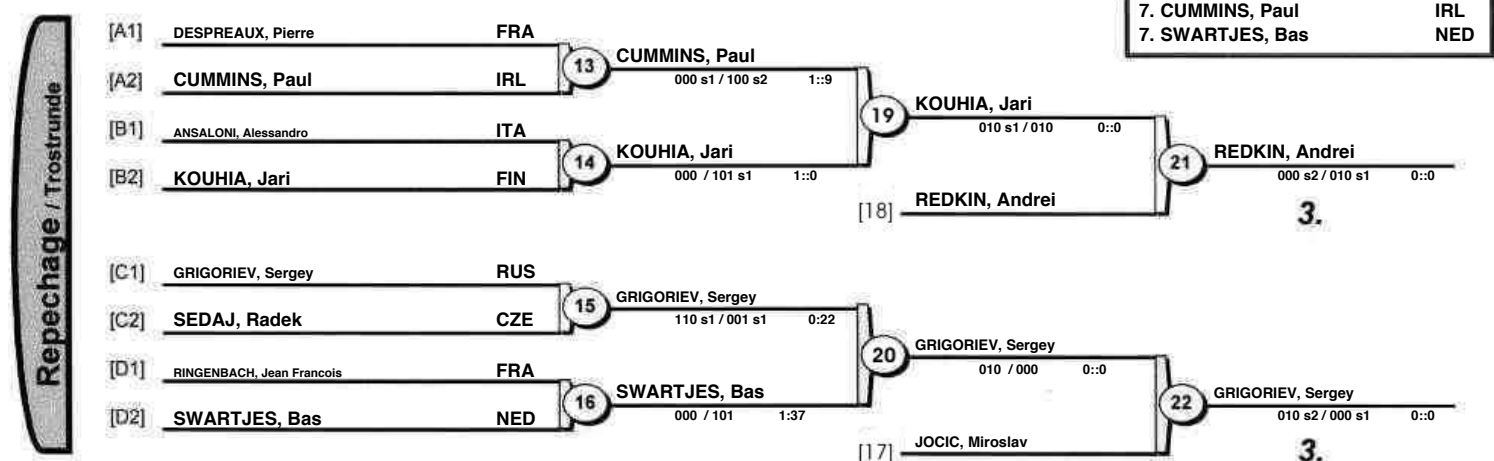 7. CUMMINS, Paul IRL
7. SWARTJES, Bas NED
Repechage / Trostrunde
[A1] DESPREAUX, Pierre FRA
13
CUMMINS, Paul
000 s1 / 100 s2 1::9
[A2] CUMMINS, Paul IRL
19
KOUHIA, Jari
010 s1 / 010 0::0
[B1] ANSALONI, Alessandro ITA
14
KOUHIA, Jari
000 / 101 s1 1::0
[B2] KOUHIA, Jari FIN
21
REDKIN, Andrei
000 s2 / 010 s1 0::0
[18] REDKIN, Andrei
3.
[C1] GRIGORIEV, Sergey RUS
15
GRIGORIEV, Sergey
110 s1 / 001 s1 0:22
[C2] SEDAJ, Radek CZE
20
GRIGORIEV, Sergey
010 / 000 0::0
[D1] RINGENBACH, Jean Francois FRA
16
SWARTJES, Bas
000 / 101 1:37
[D2] SWARTJES, Bas NED
22
GRIGORIEV, Sergey
010 s2 / 000 s1 0::0
[17] JOCIC, Miroslav
3.